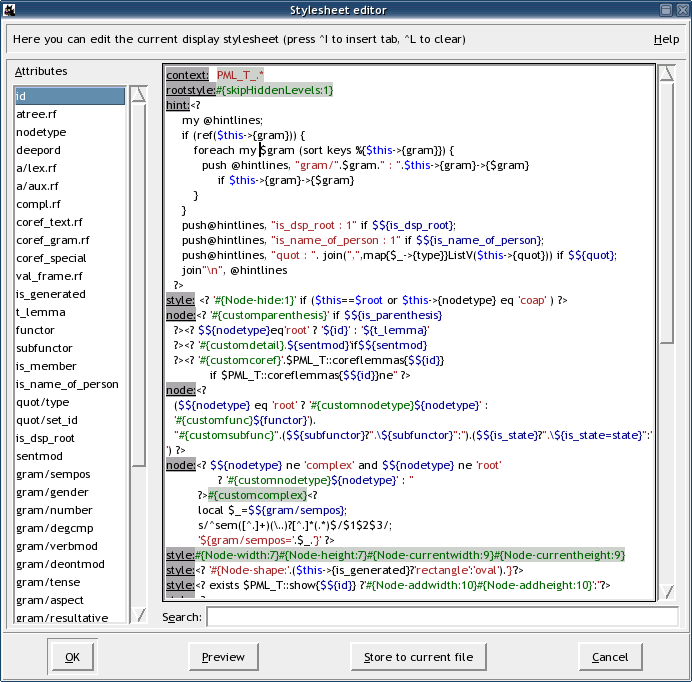 Stylesheet editor
Here you can edit the current display stylesheet (press ^I to insert tab, ^L to clear)
Help
Attributes
id
atree.rf
nodetype
deepord
a/lex.rf
a/aux.rf
compl.rf
coref_text.rf
coref_gram.rf
coref_special
val_frame.rf
is_generated
t_lemma
functor
subfunctor
is_member
is_name_of_person
quot/type
quot/set_id
is_dsp_root
sentmod
gram/sempos
gram/gender
gram/number
gram/degcmp
gram/verbmod
gram/deontmod
gram/tense
gram/aspect
gram/resultative
context:  PML_T_.*
rootstyle:#{skipHiddenLevels:1}
hint:<?
my @hintlines;
if (ref($this->{gram})) {
foreach my $gram (sort keys %{$this->{gram}}) {
push @hintlines, "gram/".$gram." : ".$this->{gram}->{$gram}
if $this->{gram}->{$gram}
}
}
push@hintlines, "is_dsp_root : 1" if $${is_dsp_root};
push@hintlines, "is_name_of_person : 1" if $${is_name_of_person};
push@hintlines, "quot : ". join(",",map{$_->{type}}ListV($this->{quot})) if $${quot};
join"\n", @hintlines
?>
style: <? '#{Node-hide:1}' if ($this==$root or $this->{nodetype} eq 'coap' ) ?>
node:<? '#{customparenthesis}' if $${is_parenthesis}
?><? $${nodetype}eq'root' ? '${id}' : '${t_lemma}'
?><? '#{customdetail}.${sentmod}'if$${sentmod}
?><? '#{customcoref}'.$PML_T::coreflemmas{$${id}}
if $PML_T::coreflemmas{$${id}}ne'' ?>
node:<?
($${nodetype} eq 'root' ? '#{customnodetype}${nodetype}' :
'#{customfunc}${functor}').
"#{customsubfunc}".($${subfunctor}?".\${subfunctor}":'').($${is_state}?".\${is_state=state}":'
') ?>
node:<? $${nodetype} ne 'complex' and $${nodetype} ne 'root'
? '#{customnodetype}${nodetype}' : ''
?>#{customcomplex}<?
local $_=$${gram/sempos};
s/^sem([^.]+)(\..)?[^.]*(.*)$/$1$2$3/;
'${gram/sempos='.$_.'}' ?>
style:#{Node-width:7}#{Node-height:7}#{Node-currentwidth:9}#{Node-currentheight:9}
style:<? '#{Node-shape:'.($this->{is_generated}?'rectangle':'oval').'}'?>
style:<? exists $PML_T::show{$${id}} ?'#{Node-addwidth:10}#{Node-addheight:10}':''?>
Search:
OK
Preview
Store to current file
Cancel